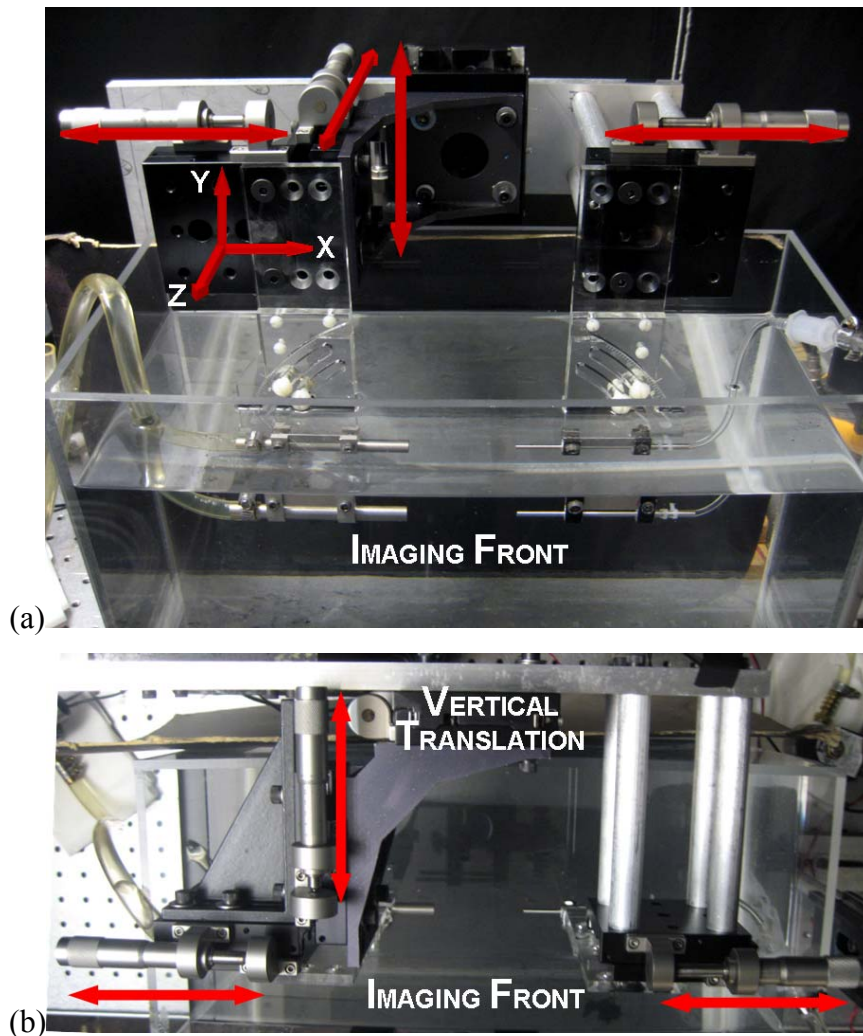 Y
X
Z
IMAGING FRONT
(a)
VERTICAL
TRANSLATION
IMAGING FRONT
(b)